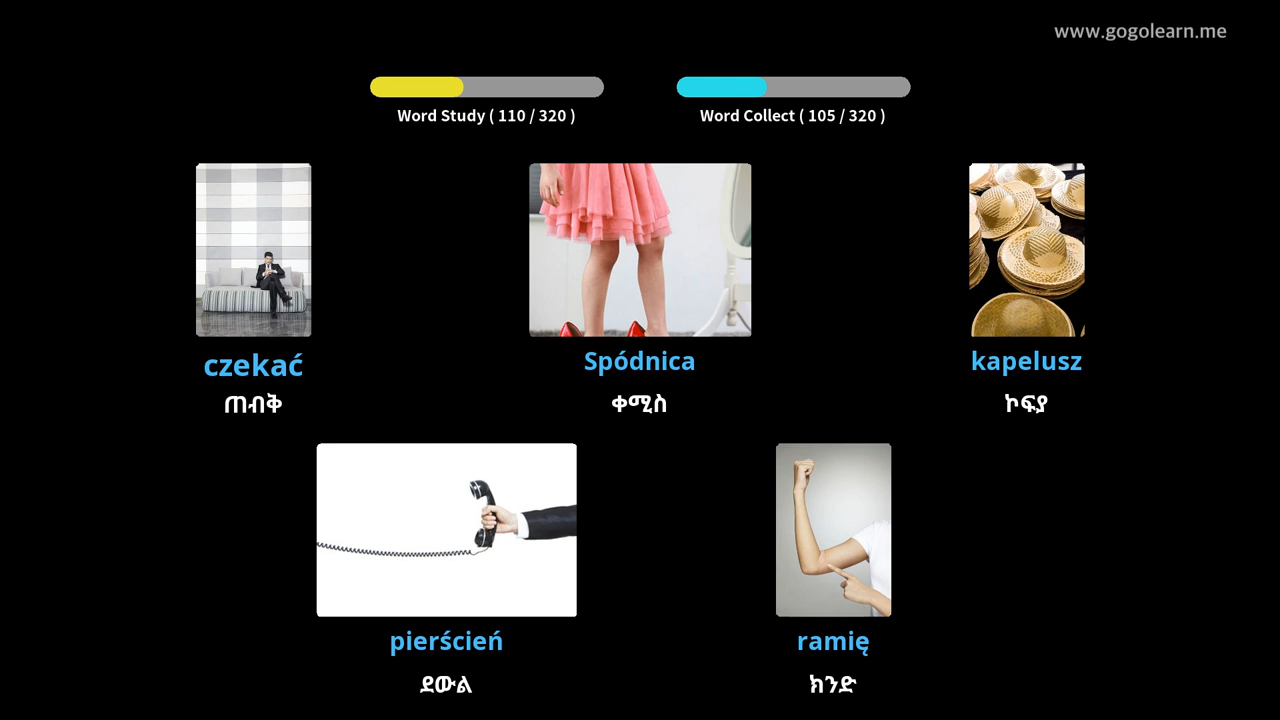 www.gogolearn.me
Word Study ( 110 / 320 )
Word Collect ( 105 / 320 )
czekać
Spódnica
kapelusz
ጠብቅ
ቀሚስ
ኮፍያ
pierścień
ramię
ደውል
ክንድ